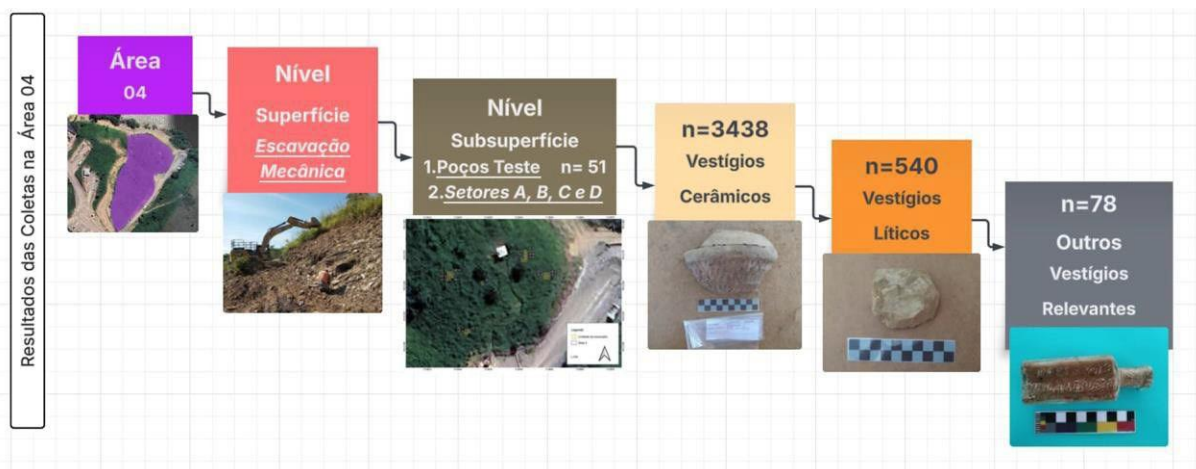 Resultados das Coletas na Área 04
Área
04
Nível
Superfície
Escavação
Mecânica
Nível
Subsuperfície
1.Poços Teste n= 51
2.Setores A, B, C e D
n=3438
Vestígios
Cerâmicos
n=540
Vestígios
Líticos
n=78
Outros
Vestígios
Relevantes